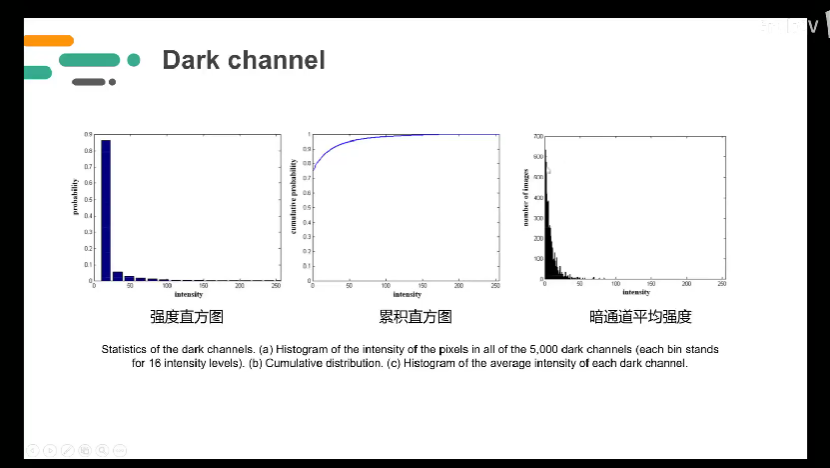 Dark channel
0.9
0.8
0.7
0.6
0.5
0.4
0.3
0.2
0.1
0
probability
0 50 100 150 200 250
intensity
强度直方图
1
0.9
0.8
0.7
0.6
0.5
0.4
0.3
0.2
0.1
0
cumulative probability
0 50 100 150 200 250
intensity
累积直方图
700
600
500
400
300
200
100
0
number of images
0 50 100 150 200 250
intensity
暗通道平均强度
Statistics of the dark channels. (a) Histogram of the intensity of the pixels in all of the 5,000 dark channels (each bin stands
for 16 intensity levels). (b) Cumulative distribution. (c) Histogram of the average intensity of each dark channel.